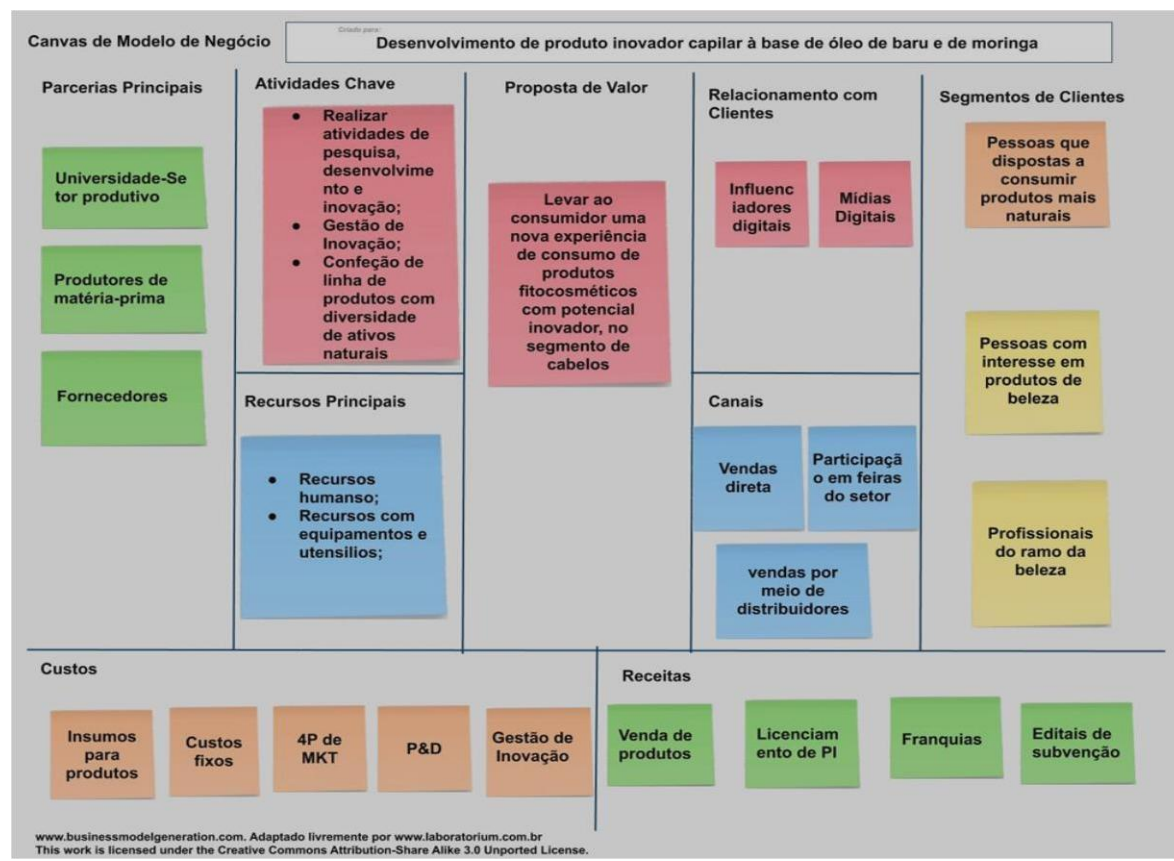 Canvas de Modelo de Negócio
Criado para:
Desenvolvimento de produto inovador capilar à base de óleo de baru e de moringa
Parcerias Principais
Universidade-Se
tor produtivo
Produtores de
matéria-prima
Fornecedores
Atividades Chave
● Realizar
atividades de
pesquisa,
desenvolvime
nto e
inovação;
● Gestão de
Inovação;
● Confeção de
linha de
produtos com
diversidade
de ativos
naturais
Recursos Principais
● Recursos
humanso;
● Recursos com
equipamentos e
utensilios;
Proposta de Valor
Levar ao
consumidor uma
nova experiência
de consumo de
produtos
fitocosméticos
com potencial
inovador, no
segmento de
cabelos
Relacionamento com
Clientes
Influenc
iadores
digitais
Mídias
Digitais
Canais
Vendas
direta
Participaçã
o em feiras
do setor
vendas por
meio de
distribuidores
Segmentos de Clientes
Pessoas que
dispostas a
consumir
produtos mais
naturais
Pessoas com
interesse em
produtos de
beleza
Profissionais
do ramo da
beleza
Custos
Insumos
para
produtos
Custos
fixos
4P de
MKT
P&D
Gestão de
Inovação
Receitas
Venda de
produtos
Licenciam
ento de PI
Franquias
Editais de
subvenção
www.businessmodelgeneration.com. Adaptado livremente por www.laboratorium.com.br
This work is licensed under the Creative Commons Attribution-Share Alike 3.0 Unported License.